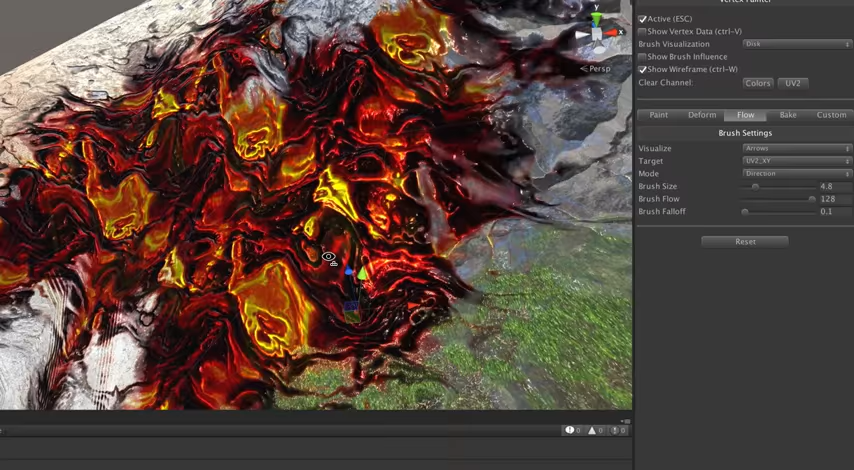 Vertex Painter
Active (ESC)
Show Vertex Data (ctrl-V)
Brush Visualization Disk
Show Brush Influence
Show Wireframe (ctrl-W)
Clear Channel: Colors UV2
Paint Deform Flow Bake Custom
Brush Settings
Visualize Arrows
Target UV2_XY
Mode Direction
Brush Size 4.8
Brush Flow 128
Brush Falloff 0.1
Reset
y
x
Persp
0 0 0